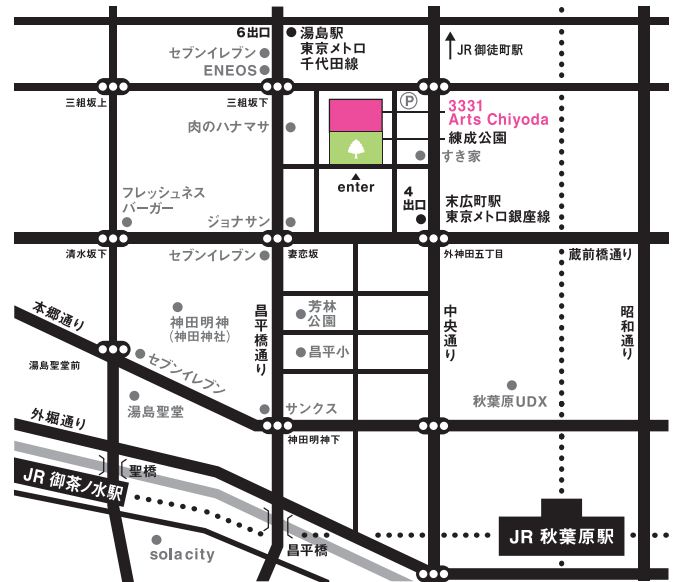 6出口
湯島駅
東京メトロ
千代田線
セブンイレブン
ENEOS
JR御徒町駅
三組坂上
三組坂下
P
3331
Arts Chiyoda
肉のハナマサ
練成公園
すき家
enter
フレッシュネス
バーガー
ジョナサン
4
出口
末広町駅
東京メトロ銀座線
清水坂下
セブンイレブン
妻恋坂
外神田五丁目
蔵前橋通り
本郷通り
神田明神
(神田神社)
昌平橋通り
芳林
公園
中央通り
昭和通り
昌平小
湯島聖堂前
セブンイレブン
湯島聖堂
サンクス
秋葉原UDX
外堀通り
神田明神下
聖橋
JR 御茶ノ水駅
solacity
昌平橋
JR 秋葉原駅